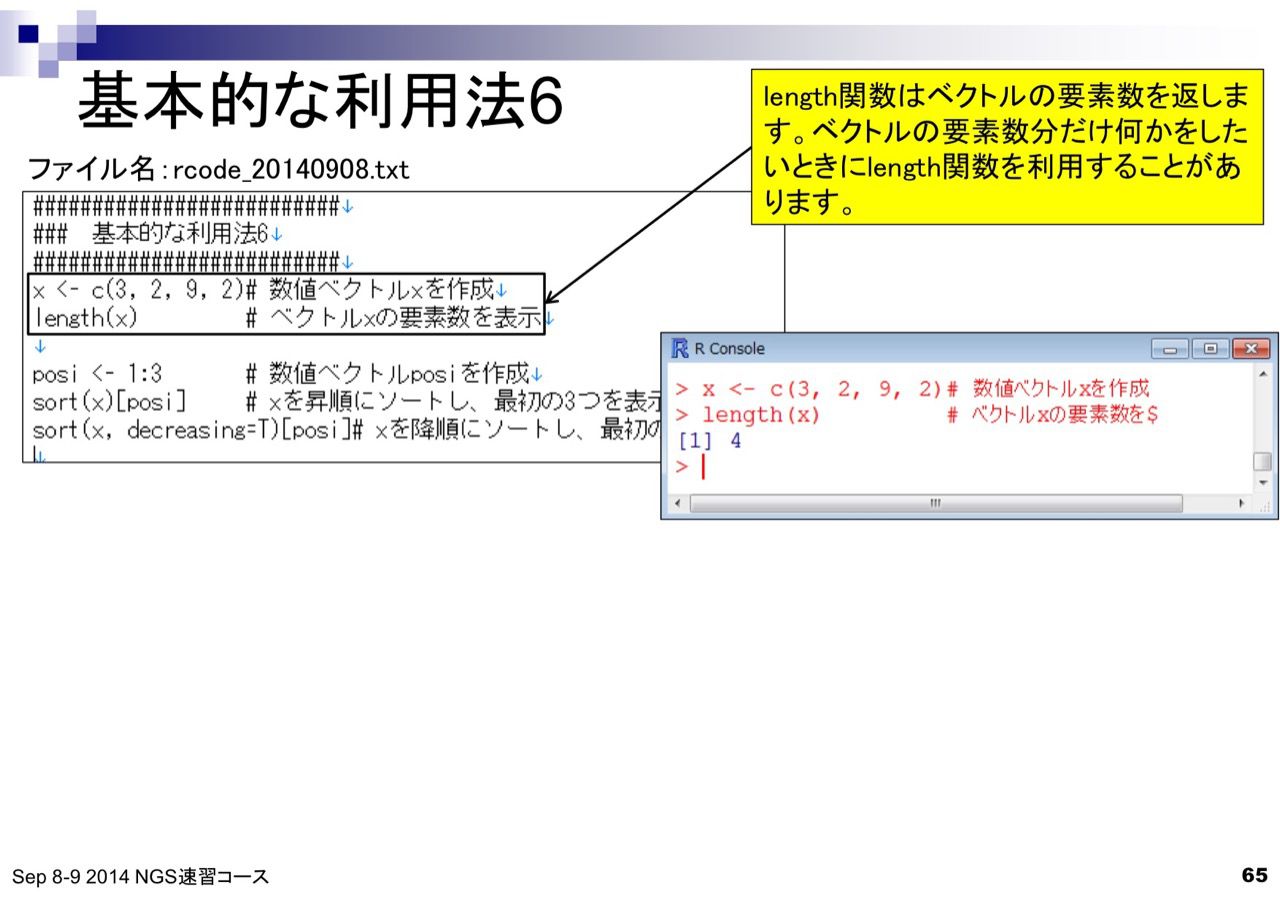 基本的な利用法6
length関数はベクトルの要素数を返しま
す。ベクトルの要素数分だけ何かをした
いときにlength関数を利用することがあ
ります。
ファイル名：rcode_20140908.txt
##########################↓
###　基本的な利用法6↓
##########################↓
x <- c(3, 2, 9, 2)# 数値ベクトルxを作成↓
length(x)         # ベクトルxの要素数を表示↓
↓
posi <- 1:3       # 数値ベクトルposiを作成↓
sort(x)[posi]     # xを昇順にソートし、最初の3つを表示
sort(x, decreasing=T)[posi]# xを降順にソートし、最初の
↓
R Console
> x <- c(3, 2, 9, 2)# 数値ベクトルxを作成
> length(x)         # ベクトルxの要素数を$
[1] 4
>
Sep 8-9 2014 NGS速習コース
65